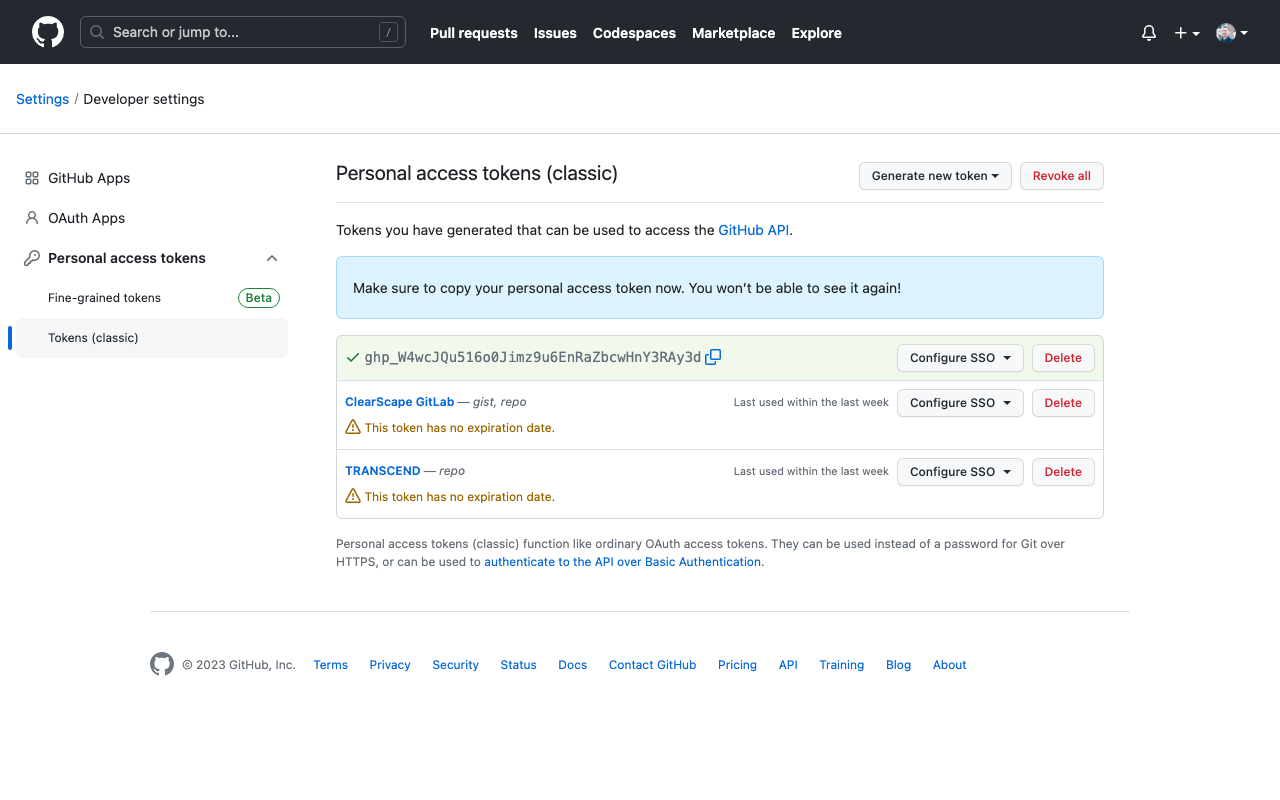 Search or jump to... /
Pull requests Issues Codespaces Marketplace Explore
Settings / Developer settings
GitHub Apps
OAuth Apps
Personal access tokens
Fine-grained tokens Beta
Tokens (classic)
Personal access tokens (classic)
Generate new token Revoke all
Tokens you have generated that can be used to access the GitHub API.
Make sure to copy your personal access token now. You won’t be able to see it again!
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 Configure SSO Delete
ClearScape GitLab — gist, repo Last used within the last week Configure SSO Delete
This token has no expiration date.
TRANSCEND — repo Last used within the last week Configure SSO Delete
This token has no expiration date.
Personal access tokens (classic) function like ordinary OAuth access tokens. They can be used instead of a password for Git over
HTTPS, or can be used to authenticate to the API over Basic Authentication.
© 2023 GitHub, Inc. Terms Privacy Security Status Docs Contact GitHub Pricing API Training Blog About